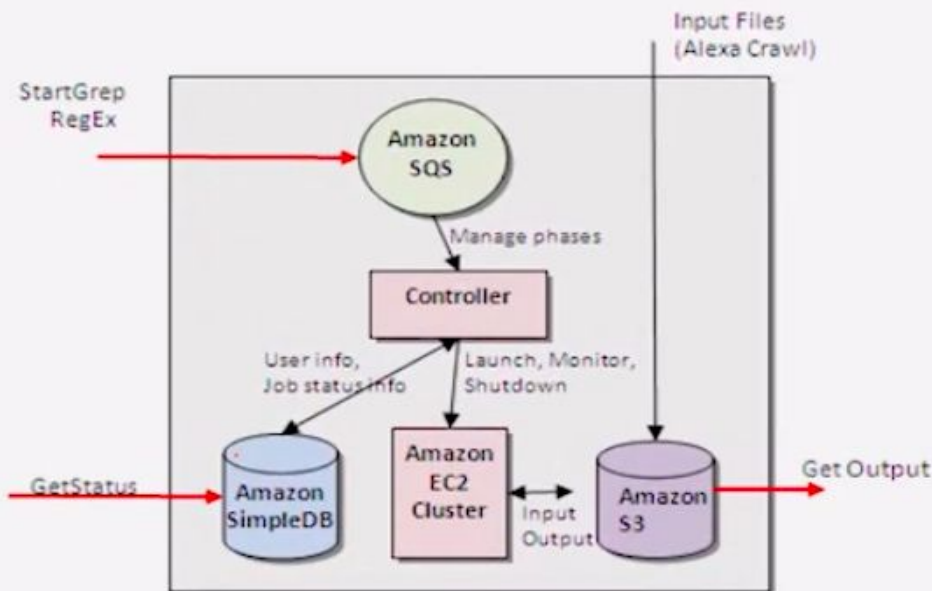 Input Files
(Alexa Crawl)
StartGrep
RegEx
Amazon
SQS
Manage phases
Controller
User info,
Job status info
Launch, Monitor,
Shutdown
GetStatus
Amazon
SimpleDB
Amazon
EC2
Cluster
Input
Output
Amazon
S3
Get Output